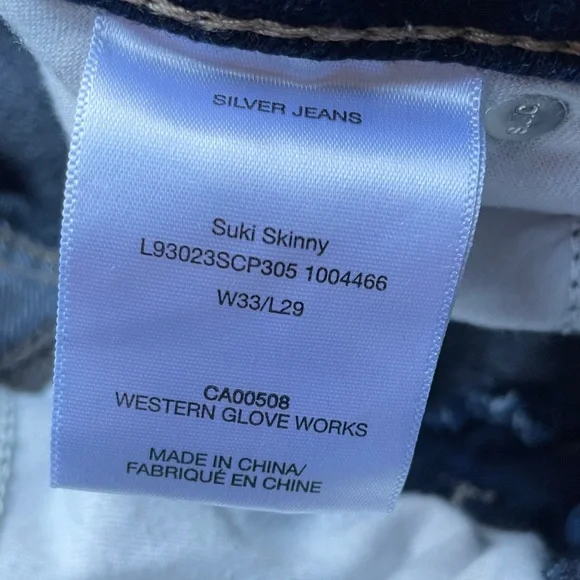 SILVER JEANS
Suki Skinny
L93023SCP305 1004466
W33/L29
CA00508
WESTERN GLOVE WORKS
MADE IN CHINA/
FABRIQUÉ EN CHINE